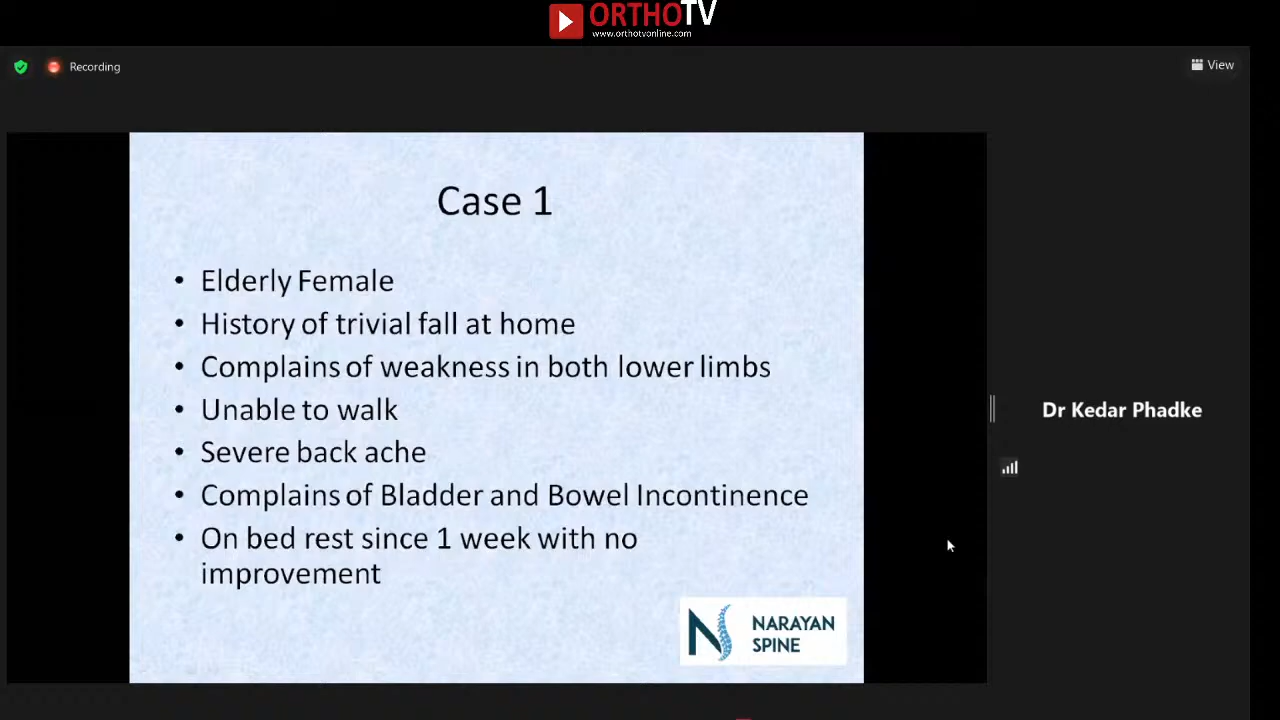 ORTHOTV
www.orthotvonline.com
Recording
View
Case 1
• Elderly Female
• History of trivial fall at home
• Complains of weakness in both lower limbs
• Unable to walk
• Severe back ache
• Complains of Bladder and Bowel Incontinence
• On bed rest since 1 week with no
improvement
Dr Kedar Phadke
N
NARAYAN
SPINE